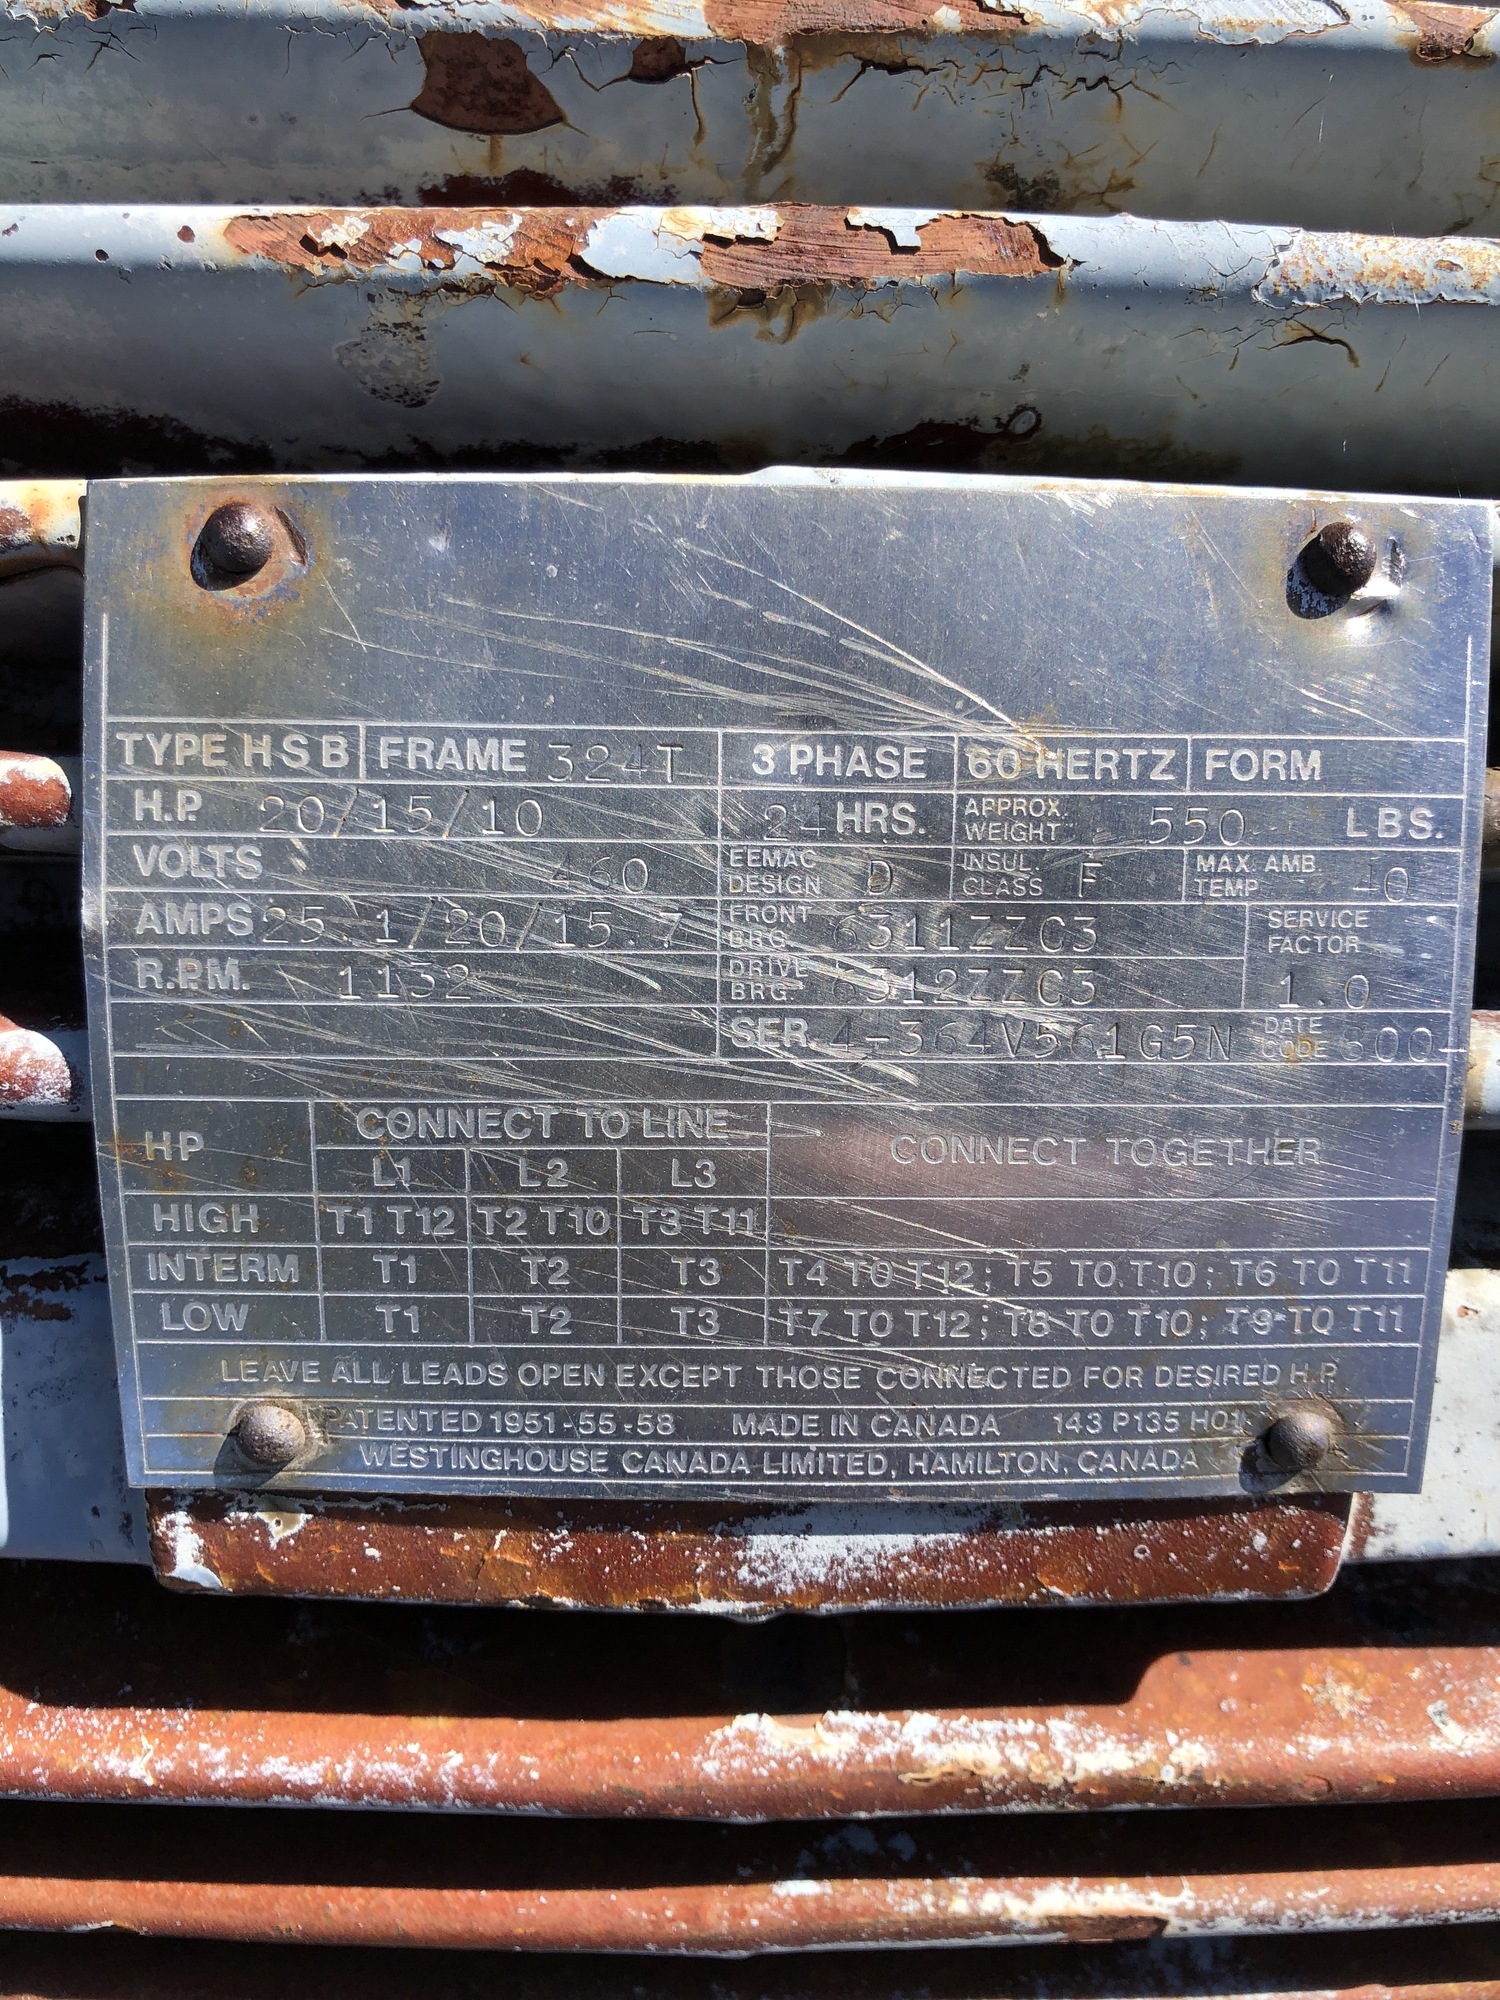 TYPE HSB FRAME 324T 3 PHASE 60 HERTZ FORM
H.P. 20/15/10 24 HRS. APPROX. WEIGHT 550 LBS.
VOLTS 460 EEMAC DESIGN D INSUL. CLASS F MAX. AMB. TEMP 40
AMPS 25.1/20/15.7 FRONT BRG. 6311ZZC3 SERVICE FACTOR 1.0
R.P.M. 1132 DRIVE BRG. 6312ZZC3
SER. 4-364V561G5N DATE CODE
HP CONNECT TO LINE CONNECT TOGETHER
L1 L2 L3
HIGH T1 T12 T2 T10 T3 T11
INTERM T1 T2 T3 T4 TO T12; T5 TO T10; T6 TO T11
LOW T1 T2 T3 T7 TO T12; T8 TO T10; T9 TO T11
LEAVE ALL LEADS OPEN EXCEPT THOSE CONNECTED FOR DESIRED H.P.
PATENTED 1951-55-58 MADE IN CANADA 143 P135 H01
WESTINGHOUSE CANADA LIMITED, HAMILTON, CANADA